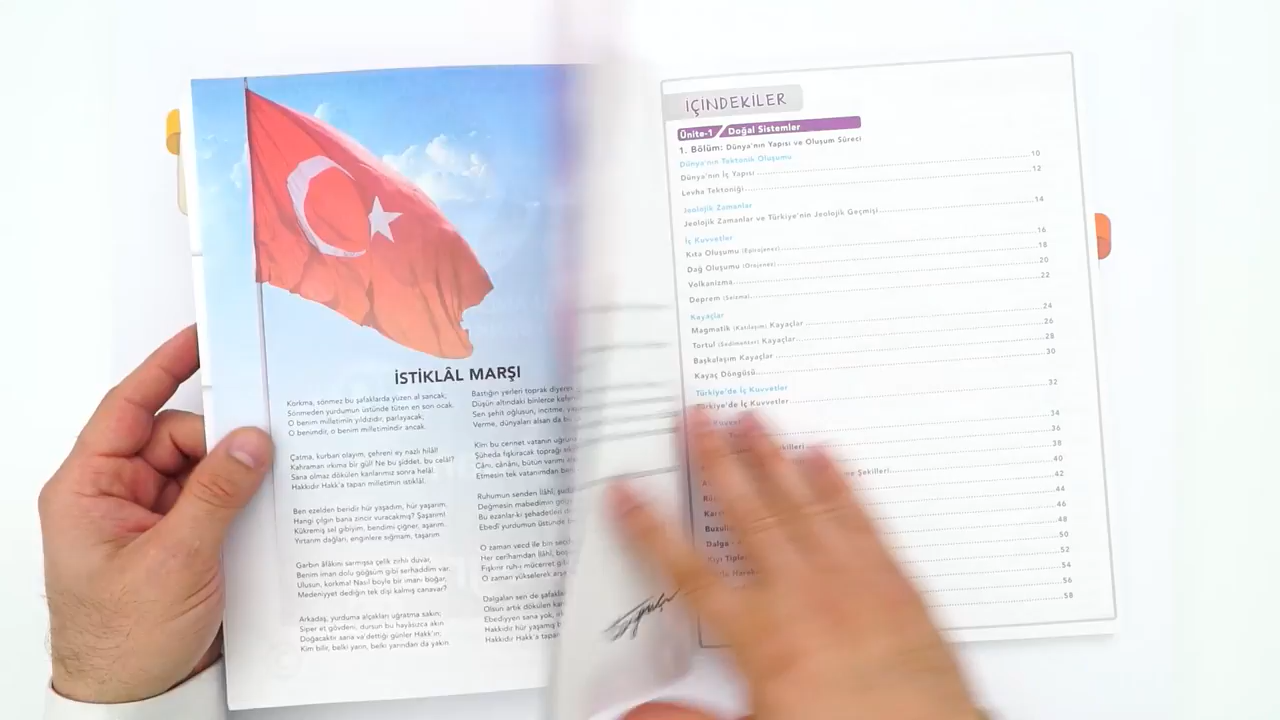 İSTİKLÂL MARŞI
Korkma, sönmez bu şafaklarda yüzen al sancak,
Sönmeden yurdumun üstünde tüten en son ocak.
O benim milletimin yıldızıdır, parlayacak;
O benimdir, o benim milletimindir ancak.
Çatma, kurban olayım, çehreni ey nazlı hilâl!
Kahraman ırkıma bir gül! Ne bu şiddet, bu celâl?
Sana olmaz dökülen kanlarımız sonra helâl.
Hakkıdır Hakk'a tapan milletimin istiklâl.
Ben ezelden beridir hür yaşadım, hür yaşarım.
Hangi çılgın bana zincir vuracakmış? Şaşarım!
Kükremiş sel gibiyim, bendimi çiğner, aşarım.
Yırtarım dağları, enginlere sığmam, taşarım.
Garbın âfâkını sarmışsa çelik zırhlı duvar,
Benim iman dolu göğsüm gibi serhaddim var.
Ulusun, korkma! Nasıl böyle bir imanı boğar,
Medeniyyet dediğin tek dişi kalmış canavar?
Arkadaş, yurduma alçakları uğratma sakın;
Siper et gövdeni, dursun bu hayâsızca akın
Doğacaktır sana va'dettiği günler Hakk'ın;
Kim bilir, belki yarın, belki yarından da yakın
Bastığın yerleri toprak diyerek
Düşün altındaki binlerce kefen
Sen şehit oğlusun, incitme, ya
Verme, dünyaları alsan da b
Kim bu cennet vatanın uğrun
Şüheda fışkıracak toprağı
Cânı, cânânı, bütün varımı a
Etmesin tek vatanımdan be
Ruhumun senden İlâhî, şud
Değmesin mabedimin göğ
Bu ezanlar-ki şehadetleri d
Ebedî yurdumun üstünde b
O zaman vecd ile bin secd
Her cerîhamdan İlâhî, boş
Fışkırır ruh-ı mücerret gib
O zaman yükselerek arş
Dalgalan sen de şafakla
Olsun artık dökülen kan
Ebediyyen sana yok, ır
Hakkıdır hür yaşamış b
Hakkıdır Hakk'a tapan
İÇİNDEKİLER
Ünite-1 Doğal Sistemler
1. Bölüm: Dünya'nın Yapısı ve Oluşum Süreci
Dünya'nın Tektonik Oluşumu
Dünya'nın İç Yapısı 10
Levha Tektoniği 12
Jeolojik Zamanlar
Jeolojik Zamanlar ve Türkiye'nin Jeolojik Geçmişi 14
İç Kuvvetler
Kıta Oluşumu (Epirojenez) 16
Dağ Oluşumu (Orojenez) 18
Volkanizma 20
Deprem (Seizma) 22
Kayaçlar
Magmatik (Katılaşım) Kayaçlar 24
Tortul (Sedimanter) Kayaçlar 26
Başkalaşım Kayaçlar 28
Kayaç Döngüsü 30
Türkiye'de İç Kuvvetler
Türkiye'de İç Kuvvetler 32
34
36
38
Şekilleri 40
42
44
46
48
50
52
54
56
58